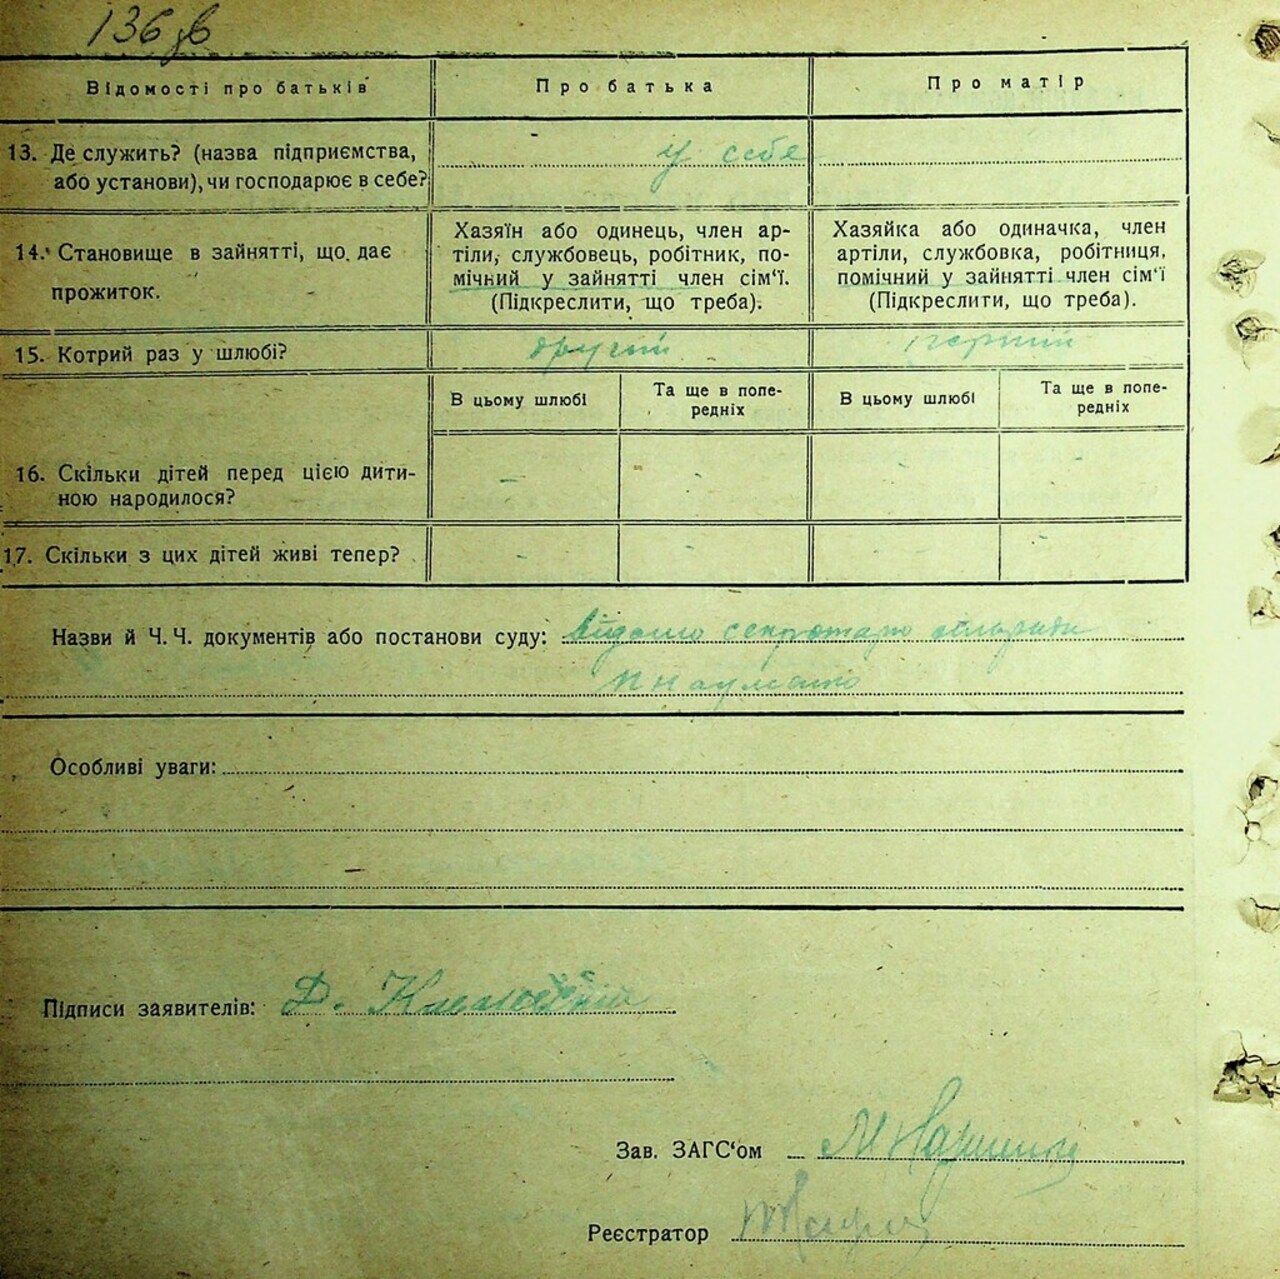 136 зв
Відомості про батьків
Про батька
Про матір
13. Де служить? (назва підприємства,
або установи), чи господарює в себе?
у себе
14. Становище в зайнятті, що дає
прожиток.
Хазяїн або одинець, член ар-
тілі, службовець, робітник, по-
мічний у зайнятті член сім‘ї.
(Підкреслити, що треба).
Хазяйка або одиначка, член
артілі, службовка, робітниця,
помічний у зайнятті член сім‘ї
(Підкреслити, що треба).
15. Котрий раз у шлюбі?
другий
перший
В цьому шлюбі
Та ще в попе-
редніх
В цьому шлюбі
Та ще в попе-
редніх
16. Скільки дітей перед цією дити-
ною народилося?
- - - -
17. Скільки з цих дітей живі тепер?
- - - -
Назви й Ч. Ч. документів або постанови суду: відомо секротарю сільради
Особливі уваги:
Підписи заявителів: Д.
Зав. ЗАГС‘ом
Реєстратор